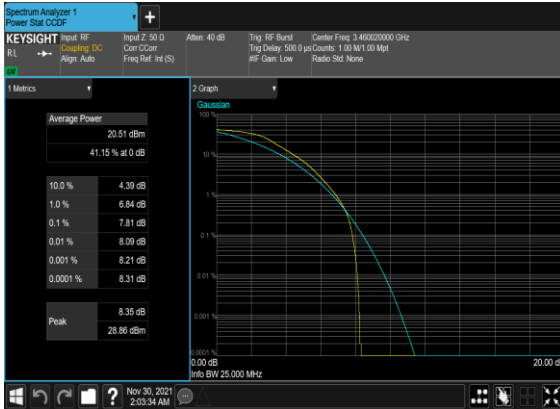 Spectrum Analyzer 1
Power Stat CCDF
+
KEYSIGHT
RL
LXI
Input: RF
Coupling: DC
Align: Auto
Input Z: 50 Ω
Corr CCorr
Freq Ref: Int (S)
Atten: 40 dB
Trig: RF Burst
Trig Delay: 500.0 µs
#IF Gain: Low
Center Freq: 3.460020000 GHz
Counts: 1.00 M/1.00 Mpt
Radio Std: None
1 Metrics
Average Power
20.51 dBm
41.15 % at 0 dB
10.0 % 4.39 dB
1.0 % 6.84 dB
0.1 % 7.81 dB
0.01 % 8.09 dB
0.001 % 8.21 dB
0.0001 % 8.31 dB
Peak
8.35 dB
28.86 dBm
2 Graph
Gaussian
100 %
10 %
1 %
0.1 %
0.01 %
0.001 %
0.0001 %
0.00 dB
20.00 d
Info BW 25.000 MHz
?
Nov 30, 2021
2:03:34 AM